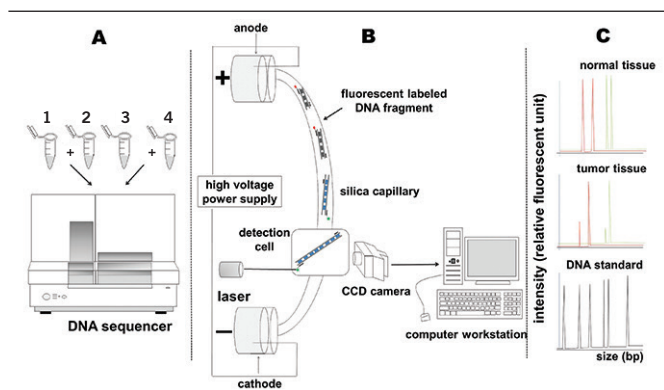 A
1 2 3 4
+ +
DNA sequencer
B
anode
+
fluorescent labeled
DNA fragment
high voltage
power supply
silica capillary
detection
cell
laser
CCD camera
computer workstation
−
cathode
C
intensity (relative fluorescent unit)
normal tissue
tumor tissue
DNA standard
size (bp)